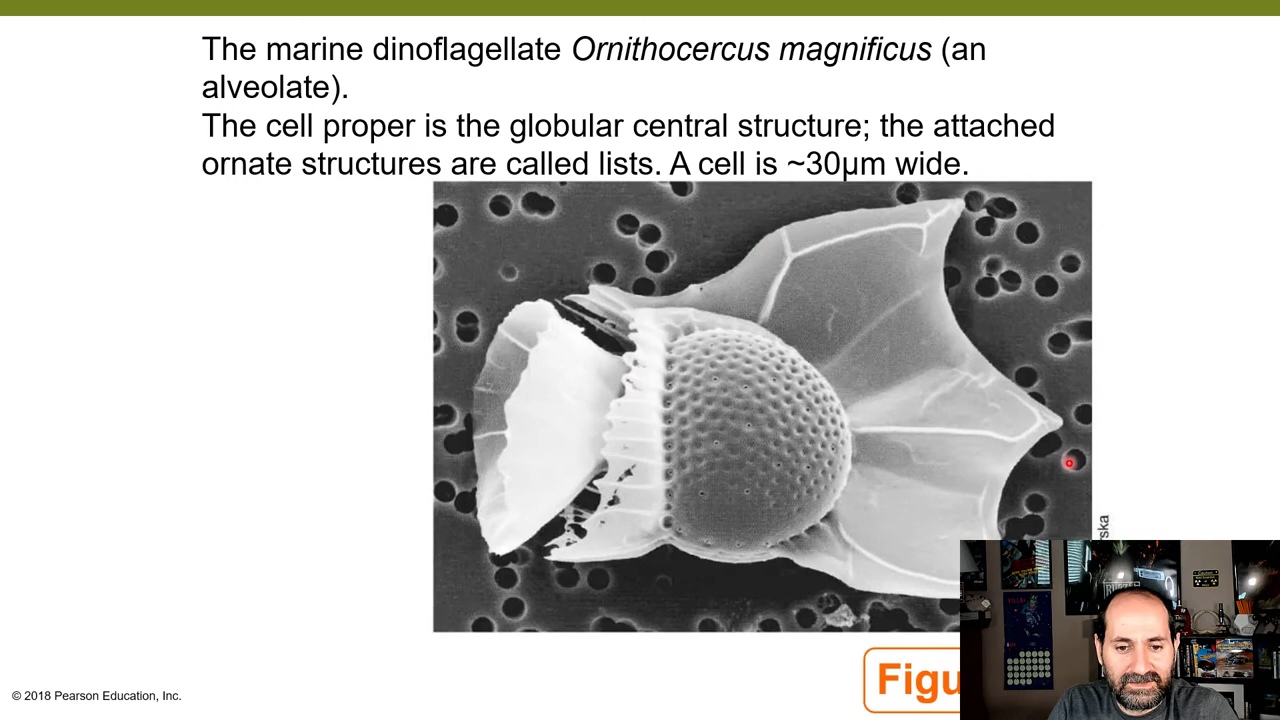 The marine dinoflagellate Ornithocercus magnificus (an
alveolate).
The cell proper is the globular central structure; the attached
ornate structures are called lists. A cell is ~30μm wide.
© 2018 Pearson Education, Inc.